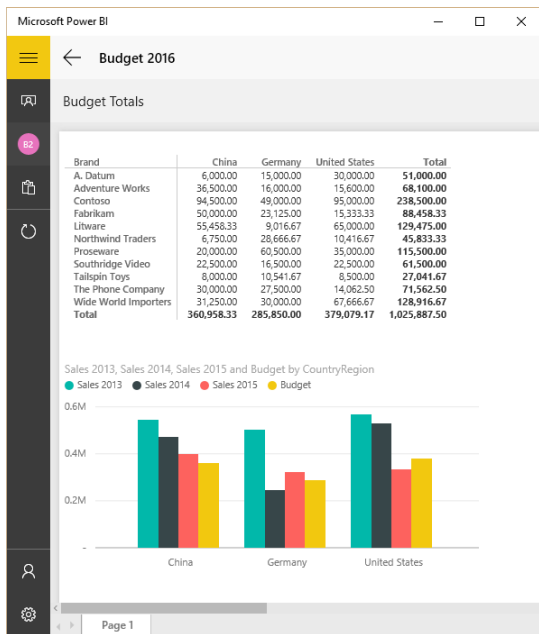 Microsoft Power BI
Budget 2016
Budget Totals
B2
Brand China Germany United States Total
A. Datum 6,000.00 15,000.00 30,000.00 51,000.00
Adventure Works 36,500.00 16,000.00 15,600.00 68,100.00
Contoso 94,500.00 49,000.00 95,000.00 238,500.00
Fabrikam 50,000.00 23,125.00 15,333.33 88,458.33
Litware 55,458.33 9,016.67 65,000.00 129,475.00
Northwind Traders 6,750.00 28,666.67 10,416.67 45,833.33
Proseware 20,000.00 60,500.00 35,000.00 115,500.00
Southridge Video 22,500.00 16,500.00 22,500.00 61,500.00
Tailspin Toys 8,000.00 10,541.67 8,500.00 27,041.67
The Phone Company 30,000.00 27,500.00 14,062.50 71,562.50
Wide World Importers 31,250.00 30,000.00 67,666.67 128,916.67
Total 360,958.33 285,850.00 379,079.17 1,025,887.50
Sales 2013, Sales 2014, Sales 2015 and Budget by CountryRegion
Sales 2013 Sales 2014 Sales 2015 Budget
0.6M
0.4M
0.2M
-
China Germany United States
Page 1